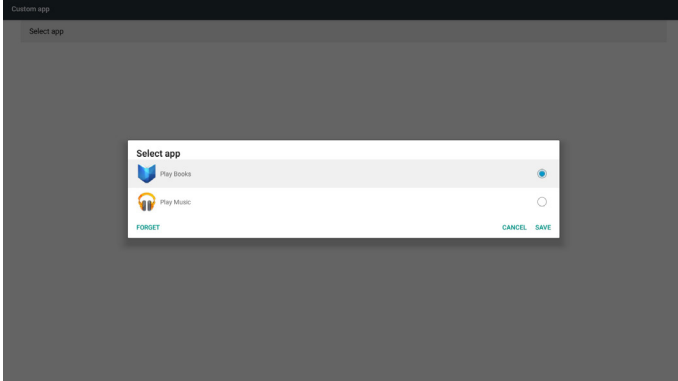 Custom app
Select app
Select app
Play Books
Play Music
FORGET CANCEL SAVE